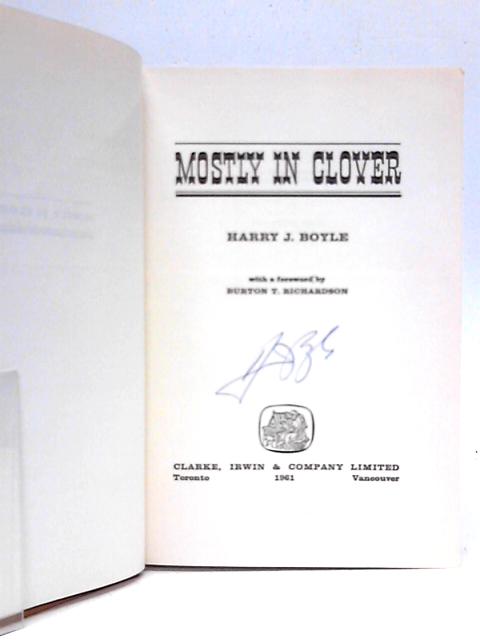 MOSTLY IN CLOVER
HARRY J. BOYLE
with a foreword by
BURTON T. RICHARDSON
CLARKE, IRWIN & COMPANY LIMITED
Toronto 1961 Vancouver